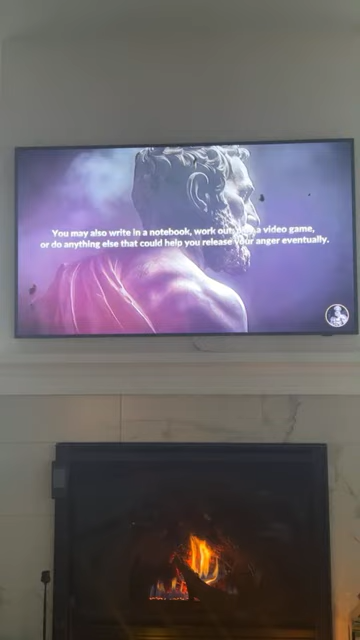 You may also write in a notebook, work out, a video game,
or do anything else that could help you release your anger eventually.